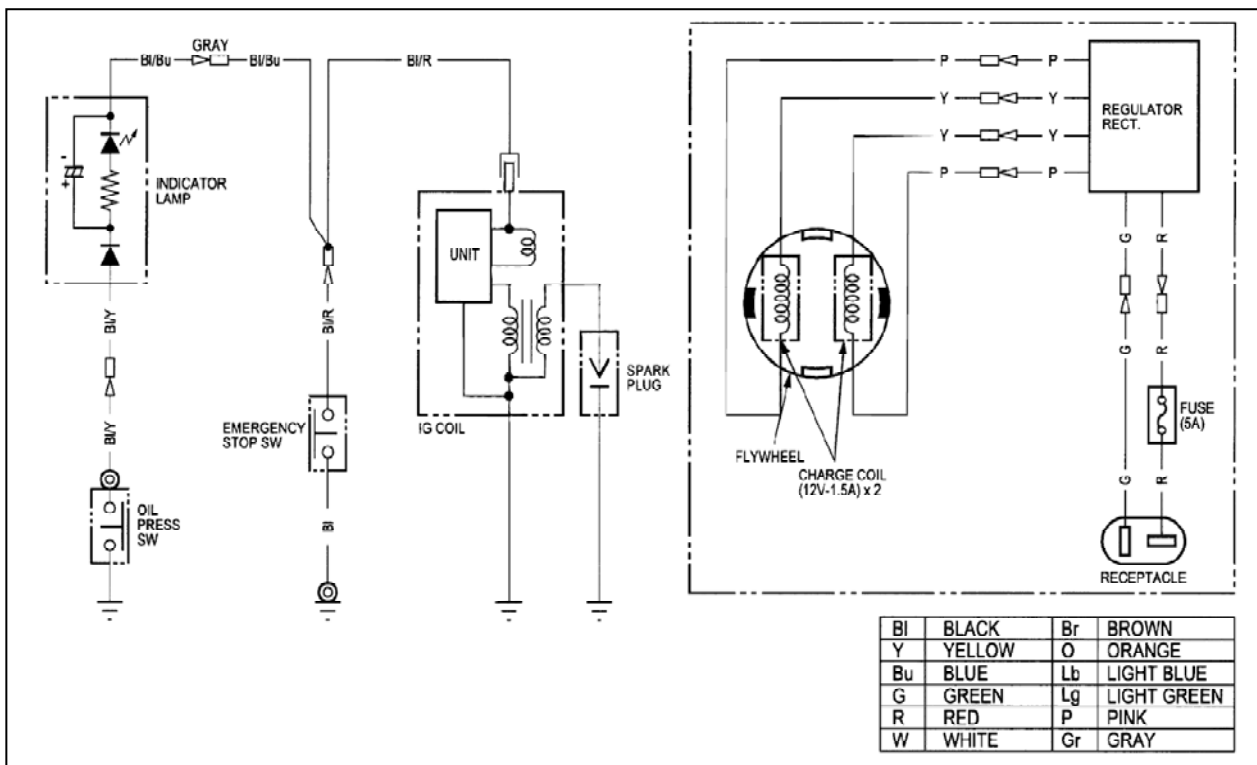 GRAY
Bl/Bu
Bl/Bu
Bl/R
INDICATOR
LAMP
-
+
Bl/Y
Bl/Y
OIL
PRESS
SW
Bl/R
EMERGENCY
STOP SW
Bl
UNIT
IG COIL
SPARK
PLUG
P P
Y Y
Y Y
P P
REGULATOR
RECT.
FLYWHEEL
CHARGE COIL
(12V-1.5A) x 2
G R
G R
FUSE
(5A)
G R
RECEPTACLE
Bl BLACK Br BROWN
Y YELLOW O ORANGE
Bu BLUE Lb LIGHT BLUE
G GREEN Lg LIGHT GREEN
R RED P PINK
W WHITE Gr GRAY